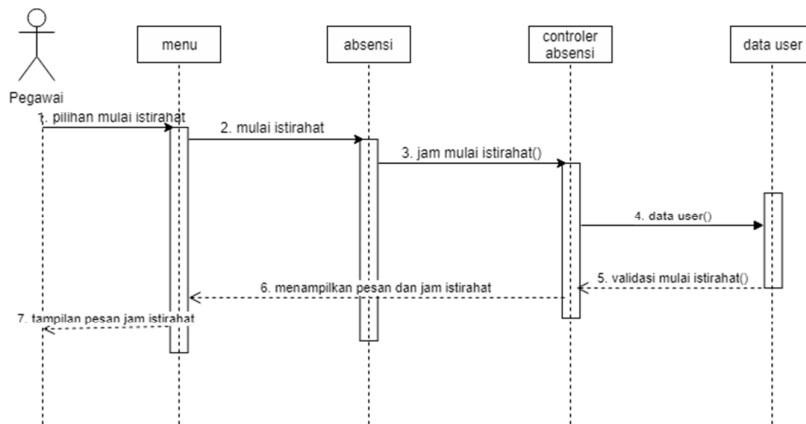 menu
absensi
controler
absensi
data user
Pegawai
1. pilihan mulai istirahat
2. mulai istirahat
3. jam mulai istirahat()
4. data user()
5. validasi mulai istirahat()
6. menampilkan pesan dan jam istirahat
7. tampilan pesan jam istirahat